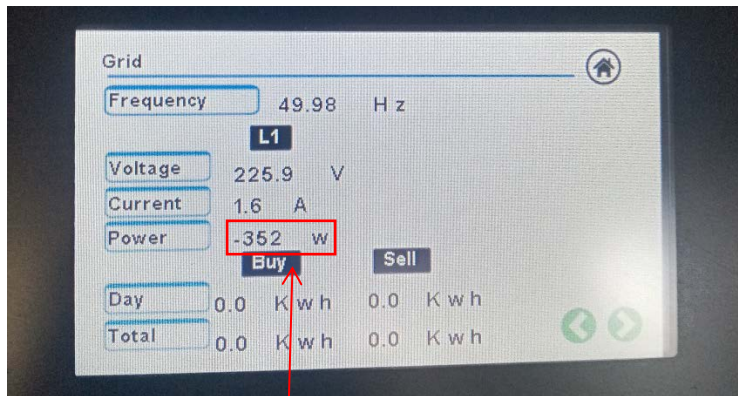 Grid
Frequency 49.98 Hz
L1
Voltage 225.9 V
Current 1.6 A
Power -352 W
Buy Sell
Day 0.0 Kwh 0.0 Kwh
Total 0.0 Kwh 0.0 Kwh